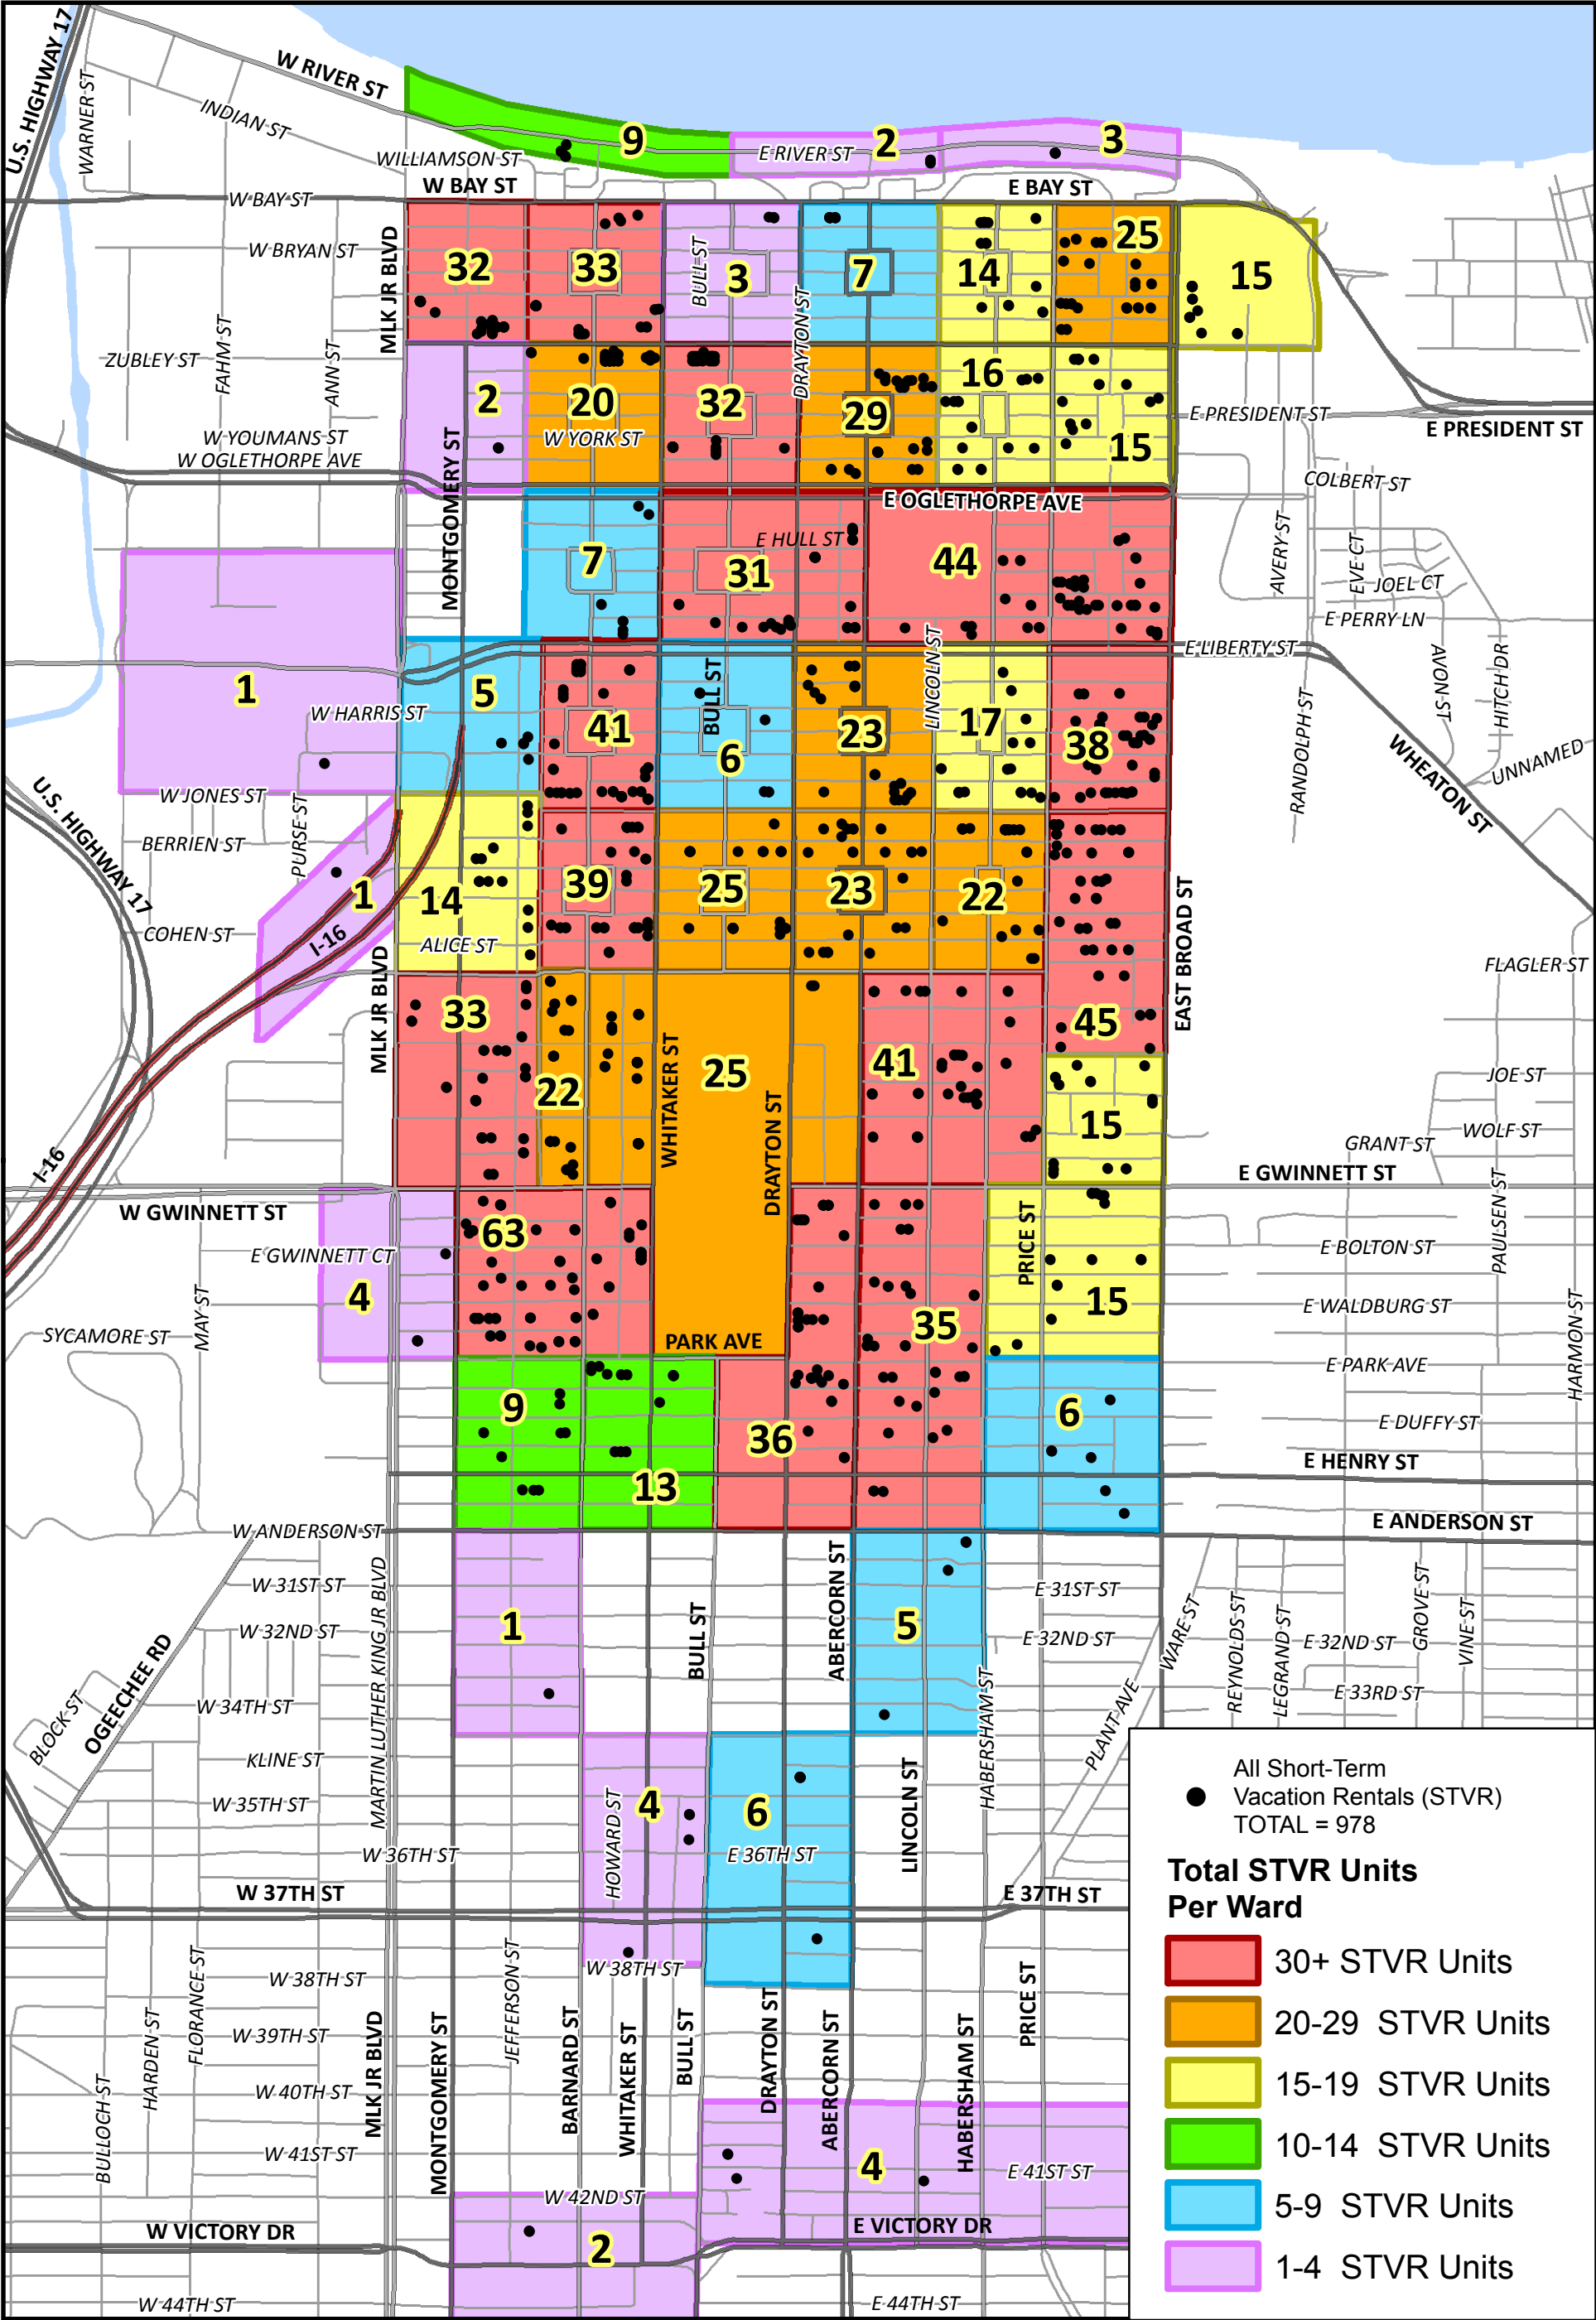 U.S. HIGHWAY 17
WARNER ST
W RIVER ST
INDIAN ST
WILLIAMSON ST
W BAY ST
9
E RIVER ST
2
3
E BAY ST
W BAY ST
W BRYAN ST
MLK JR BLVD
32
33
BULL ST
3
DRAYTON ST
7
14
25
15
ZUBLEY ST
FAHM ST
ANN ST
2
20
32
29
16
15
W YORK ST
E PRESIDENT ST
E PRESIDENT ST
W YOUMANS ST
W OGLETHORPE AVE
MONTGOMERY ST
E OGLETHORPE AVE
COLBERT ST
E HULL ST
7
31
44
AVERY ST
EVE CT
JOEL CT
E PERRY LN
LINCOLN ST
E LIBERTY ST
AVON ST
HITCH DR
1
5
W HARRIS ST
41
BULL ST
6
23
17
38
RANDOLPH ST
WHEATON ST
UNNAMED
U.S. HIGHWAY 17
W JONES ST
BERRIEN ST
PURSE ST
1
14
39
25
23
22
COHEN ST
I-16
ALICE ST
EAST BROAD ST
FLAGLER ST
MLK JR BLVD
33
22
WHITAKER ST
25
DRAYTON ST
41
45
JOE ST
15
WOLF ST
GRANT ST
I-16
E GWINNETT ST
W GWINNETT ST
63
PRICE ST
PAULSEN ST
E GWINNETT CT
E BOLTON ST
4
MAY ST
35
15
E WALDBURG ST
HARMON ST
SYCAMORE ST
PARK AVE
E PARK AVE
9
13
36
6
E DUFFY ST
E HENRY ST
W ANDERSON ST
E ANDERSON ST
W 31ST ST
ABERCORN ST
E 31ST ST
MARTIN LUTHER KING JR BLVD
1
BULL ST
5
W 32ND ST
E 32ND ST
WARE ST
REYNOLDS ST
LEGRAND ST
E 32ND ST
GROVE ST
VINE ST
OGEECHEE RD
BLOCK ST
W 34TH ST
HABERSHAM ST
PLANT AVE
E 33RD ST
KLINE ST
W 35TH ST
HOWARD ST
4
6
LINCOLN ST
W 36TH ST
E 36TH ST
W 37TH ST
E 37TH ST
W 38TH ST
W 38TH ST
FLORANCE ST
JEFFERSON ST
HARDEN ST
W 39TH ST
MLK JR BLVD
MONTGOMERY ST
BARNARD ST
WHITAKER ST
BULL ST
DRAYTON ST
ABERCORN ST
HABERSHAM ST
PRICE ST
W 40TH ST
BULLOCH ST
W 41ST ST
4
E 41ST ST
W 42ND ST
W VICTORY DR
2
E VICTORY DR
W 44TH ST
E 44TH ST
All Short-Term
Vacation Rentals (STVR)
TOTAL = 978
Total STVR Units
Per Ward
30+ STVR Units
20-29 STVR Units
15-19 STVR Units
10-14 STVR Units
5-9 STVR Units
1-4 STVR Units